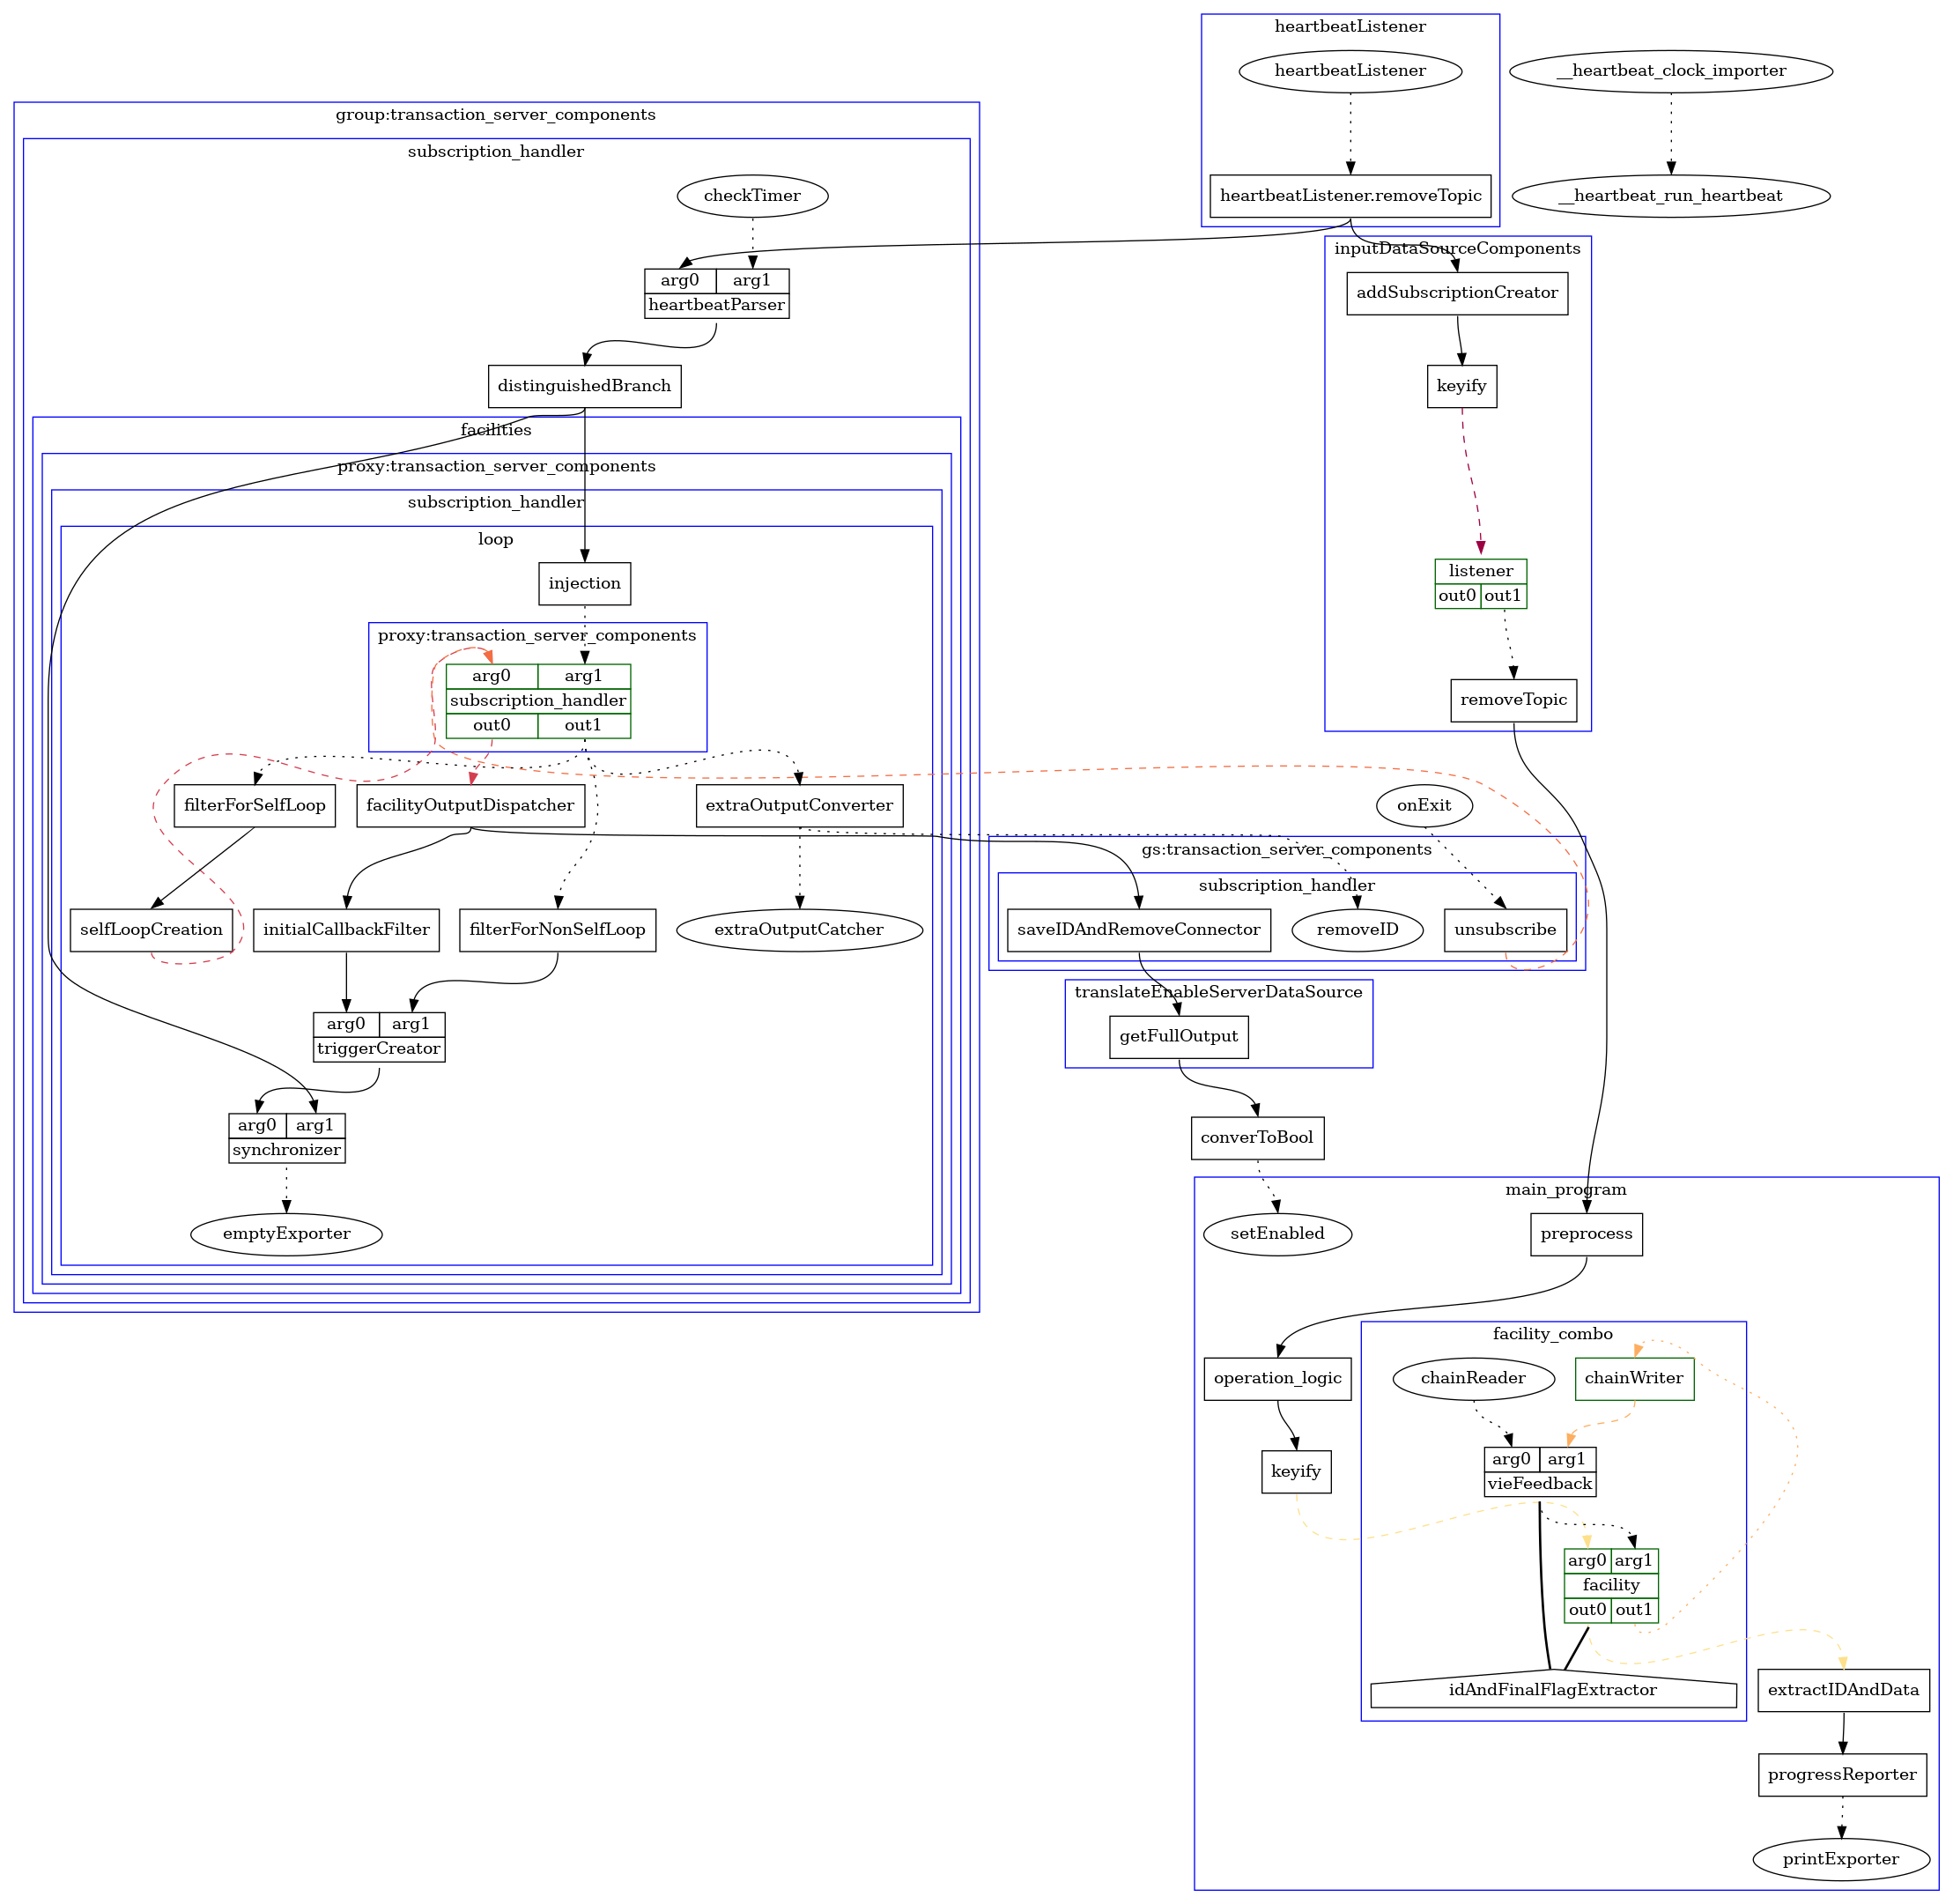 heartbeatListener
heartbeatListener
__heartbeat_clock_importer
group:transaction_server_components
subscription_handler
checkTimer
heartbeatListener.removeTopic
__heartbeat_run_heartbeat
inputDataSourceComponents
arg0 arg1
heartbeatParser
addSubscriptionCreator
distinguishedBranch
keyify
facilities
proxy:transaction_server_components
subscription_handler
loop
injection
listener
out0 out1
proxy:transaction_server_components
arg0 arg1
subscription_handler
out0 out1
removeTopic
filterForSelfLoop
facilityOutputDispatcher
extraOutputConverter
onExit
gs:transaction_server_components
subscription_handler
selfLoopCreation
initialCallbackFilter
filterForNonSelfLoop
extraOutputCatcher
saveIDAndRemoveConnector
removeID
unsubscribe
translateEnableServerDataSource
arg0 arg1
triggerCreator
getFullOutput
arg0 arg1
synchronizer
converToBool
main_program
emptyExporter
setEnabled
preprocess
facility_combo
operation_logic
chainReader
chainWriter
keyify
arg0 arg1
vieFeedback
arg0 arg1
facility
out0 out1
idAndFinalFlagExtractor
extractIDAndData
progressReporter
printExporter